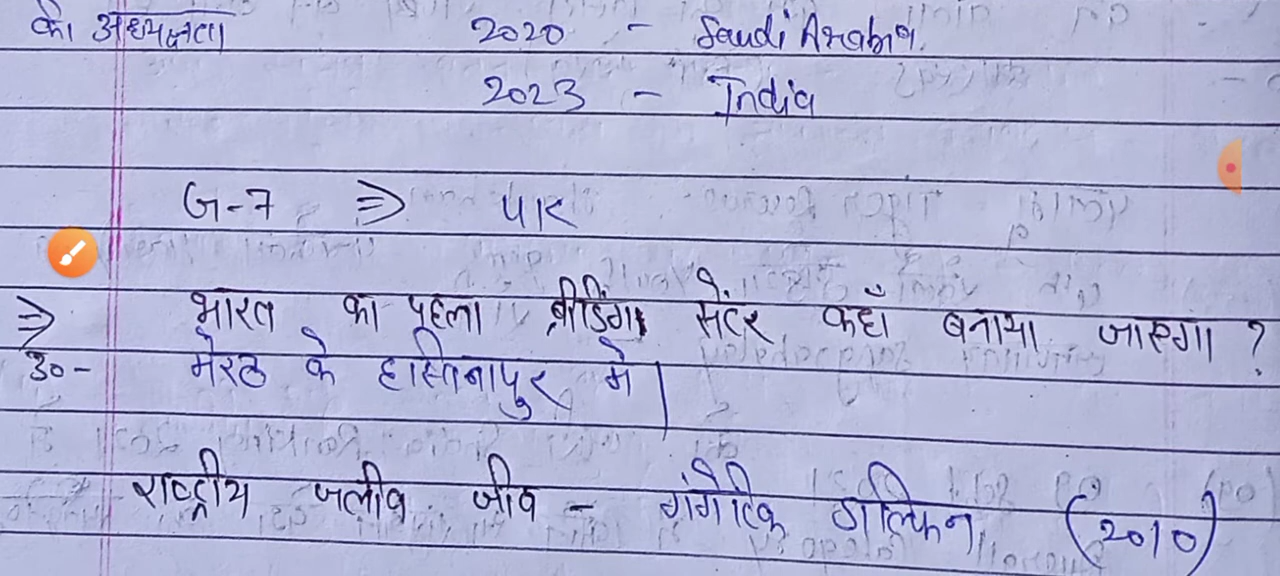 की अध्यक्षता 2020 - Saudi Arabia.
2023 - India
G-7 ⇒ पार
⇒ भारत का पहला ब्रीडिंग सेंटर कहाँ बनाया जाएगा ?
उ०- मेरठ के हस्तिनापुर में |
राष्ट्रीय जलीव जीव - गंगेटिक डाल्फिन (2010)